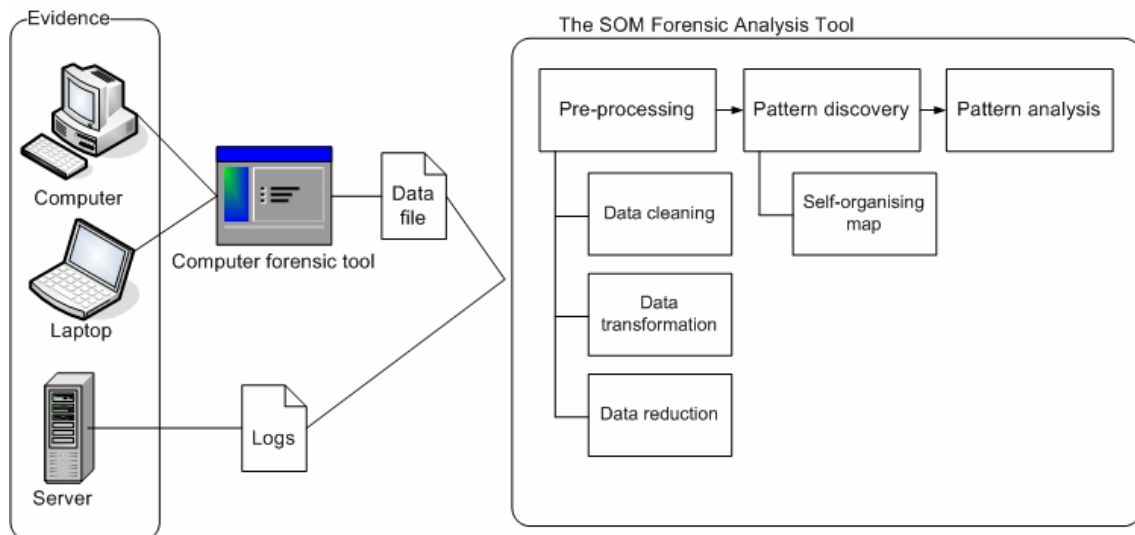 Evidence
Computer
Laptop
Server
Computer forensic tool
Data
file
Logs
The SOM Forensic Analysis Tool
Pre-processing
Data cleaning
Data
transformation
Data reduction
Pattern discovery
Self-organising
map
Pattern analysis